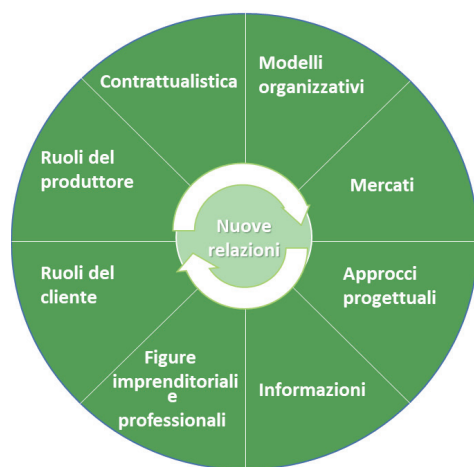 Contrattualistica
Modelli
organizzativi
Ruoli del
produttore
Mercati
Nuove
relazioni
Ruoli del
cliente
Approcci
progettuali
Figure
imprenditoriali
e
professionali
Informazioni